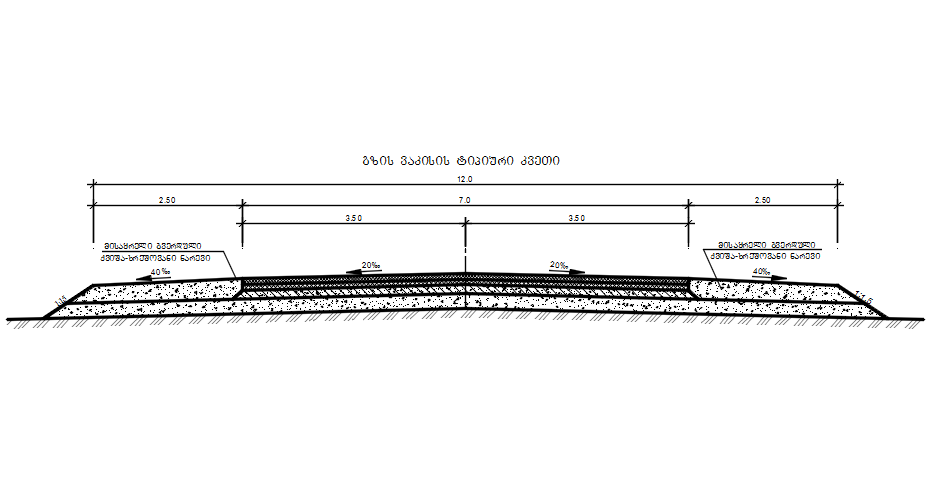 გზის ვაკისის ტიპიური კვეთი
12.0
2.50 7.0 2.50
3.50 3.50
მისაყრელი გვერდული
ქვიშა-ხრეშოვანი ნარევი
მისაყრელი გვერდული
ქვიშა-ხრეშოვანი ნარევი
40‰ 20‰ 20‰ 40‰